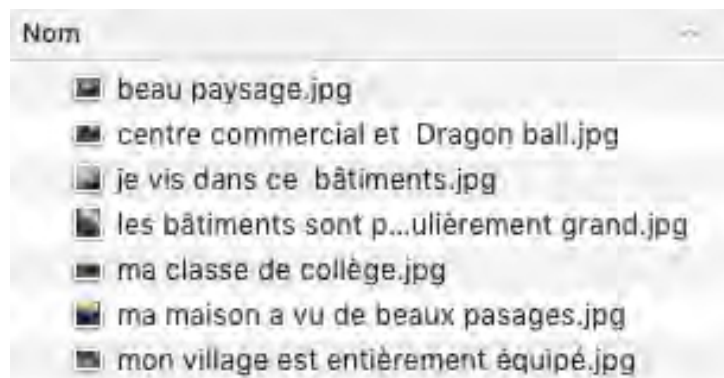 Nom
beau paysage.jpg
centre commercial et Dragon ball.jpg
je vis dans ce bâtiments.jpg
les bâtiments sont p...ulièrement grand.jpg
ma classe de collège.jpg
ma maison a vu de beaux pasages.jpg
mon village est entièrement équipé.jpg